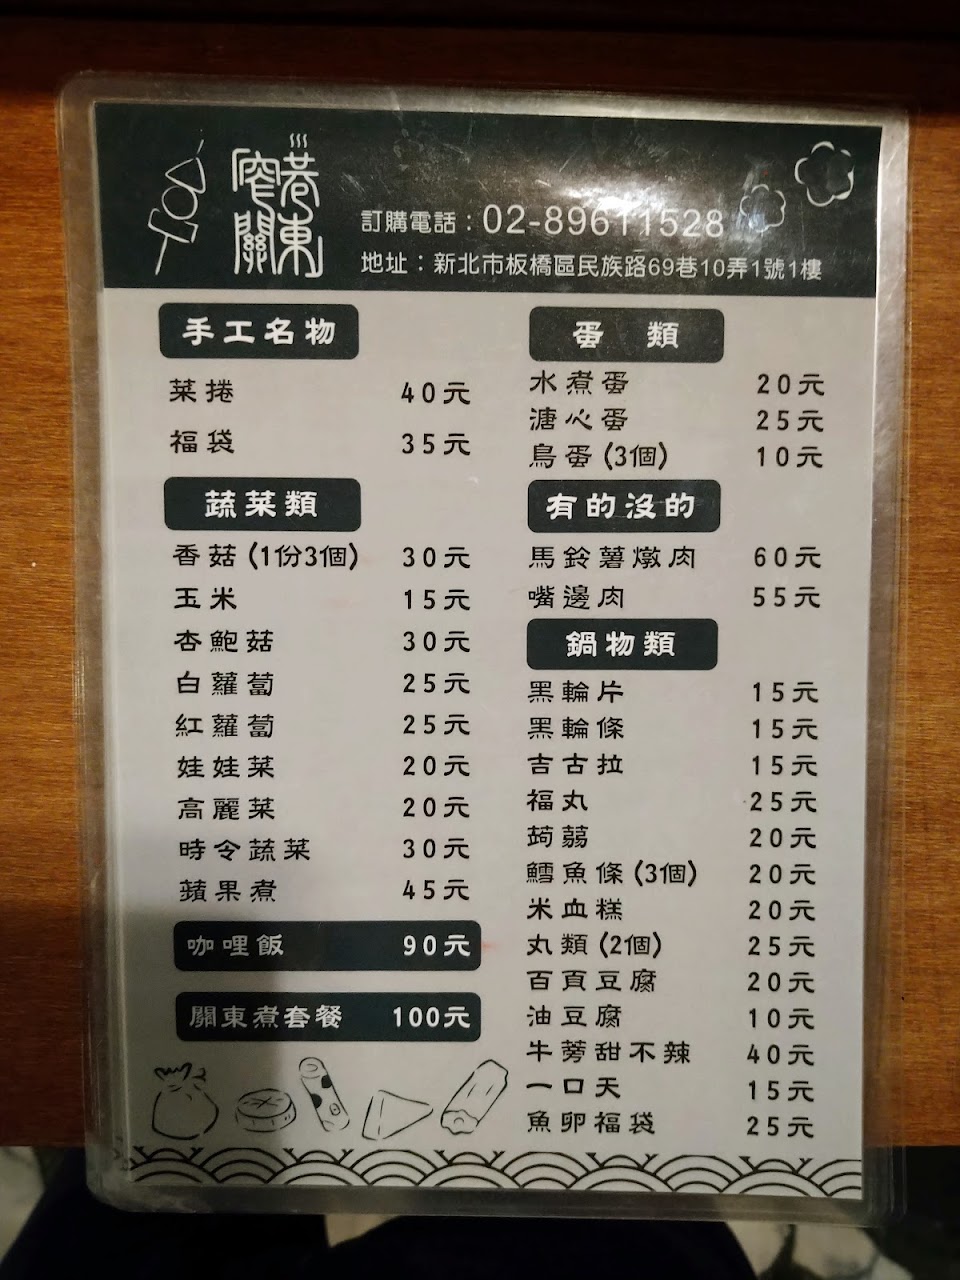 窄巷關東
訂購電話：02-89611528
地址：新北市板橋區民族路69巷10弄1號1樓
手工名物
菜捲 40元
福袋 35元
蔬菜類
香菇(1份3個) 30元
玉米 15元
杏鮑菇 30元
白蘿蔔 25元
紅蘿蔔 25元
娃娃菜 20元
高麗菜 20元
時令蔬菜 30元
蘋果煮 45元
咖哩飯 90元
關東煮套餐 100元
蛋類
水煮蛋 20元
溏心蛋 25元
鳥蛋(3個) 10元
有的沒的
馬鈴薯燉肉 60元
嘴邊肉 55元
鍋物類
黑輪片 15元
黑輪條 15元
吉古拉 15元
福丸 25元
蒟蒻 20元
鱈魚條(3個) 20元
米血糕 20元
丸類(2個) 25元
百頁豆腐 20元
油豆腐 10元
牛蒡甜不辣 40元
一口天 15元
魚卵福袋 25元